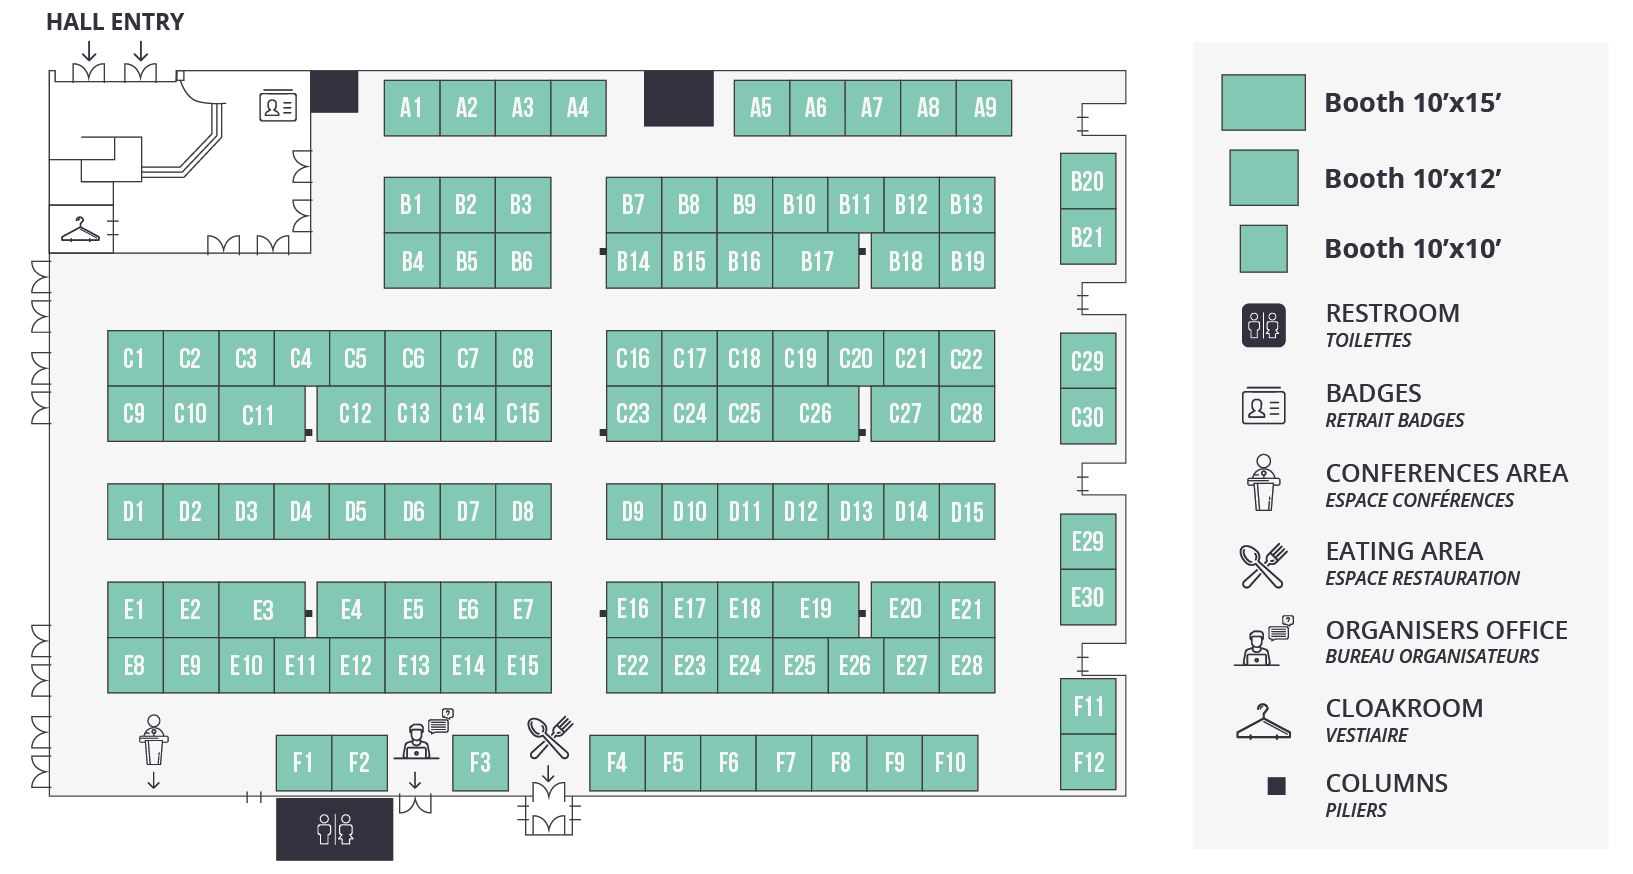 HALL ENTRY
A1 A2 A3 A4 A5 A6 A7 A8 A9
B1 B2 B3 B7 B8 B9 B10 B11 B12 B13
B4 B5 B6 B14 B15 B16 B17 B18 B19
B20
B21
C1 C2 C3 C4 C5 C6 C7 C8 C16 C17 C18 C19 C20 C21 C22
C9 C10 C11 C12 C13 C14 C15 C23 C24 C25 C26 C27 C28
C29
C30
D1 D2 D3 D4 D5 D6 D7 D8 D9 D10 D11 D12 D13 D14 D15
E1 E2 E3 E4 E5 E6 E7 E16 E17 E18 E19 E20 E21
E8 E9 E10 E11 E12 E13 E14 E15 E22 E23 E24 E25 E26 E27 E28
E29
E30
F11
F12
?
F1 F2 F3 F4 F5 F6 F7 F8 F9 F10
Booth 10’x15’
Booth 10’x12’
Booth 10’x10’
RESTROOM
TOILETTES
BADGES
RETRAIT BADGES
CONFERENCES AREA
ESPACE CONFÉRENCES
EATING AREA
ESPACE RESTAURATION
?
ORGANISERS OFFICE
BUREAU ORGANISATEURS
CLOAKROOM
VESTIAIRE
COLUMNS
PILIERS